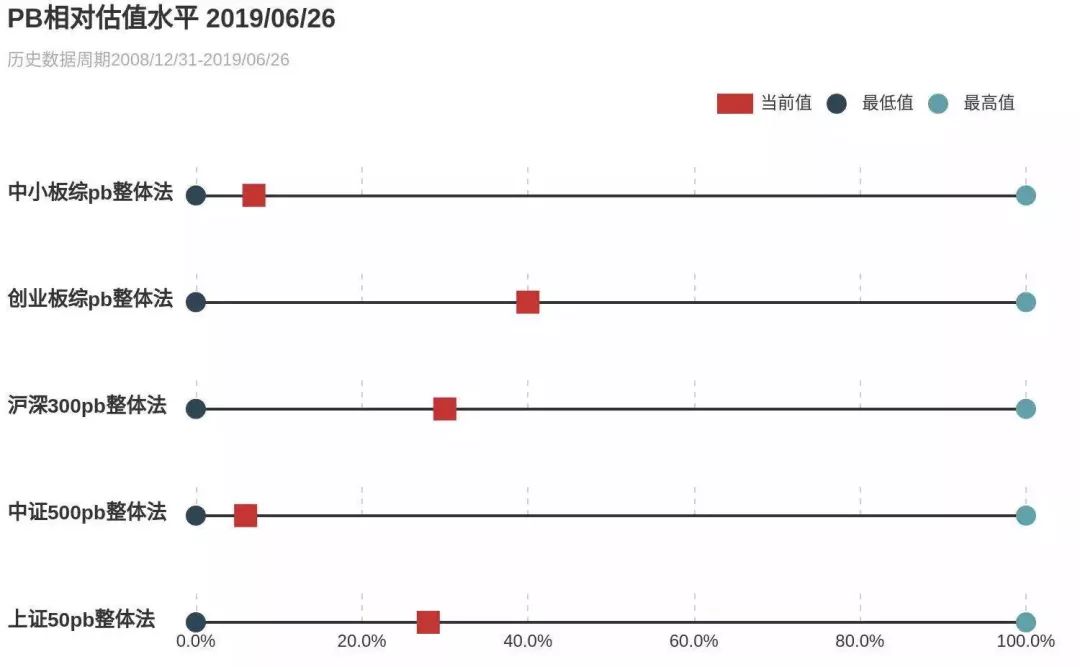 PB相对估值水平 2019/06/26
历史数据周期2008/12/31-2019/06/26
当前值 最低值 最高值
中小板综pb整体法
创业板综pb整体法
沪深300pb整体法
中证500pb整体法
上证50pb整体法
0.0% 20.0% 40.0% 60.0% 80.0% 100.0%